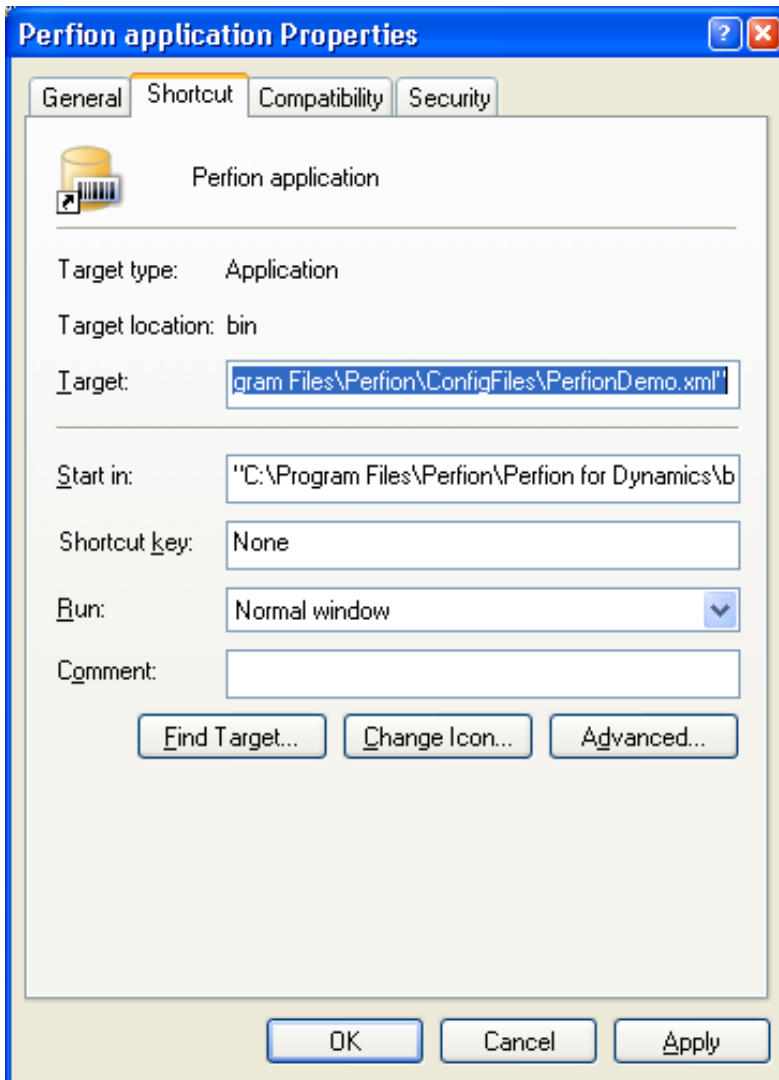 Perfion application Properties
General Shortcut Compatibility Security
Perfion application
Target type: Application
Target location: bin
Target: gram Files\Perfion\ConfigFiles\PerfionDemo.xml"
Start in: "C:\Program Files\Perfion\Perfion for Dynamics\b
Shortcut key: None
Run: Normal window
Comment:
Find Target... Change Icon... Advanced...
OK Cancel Apply